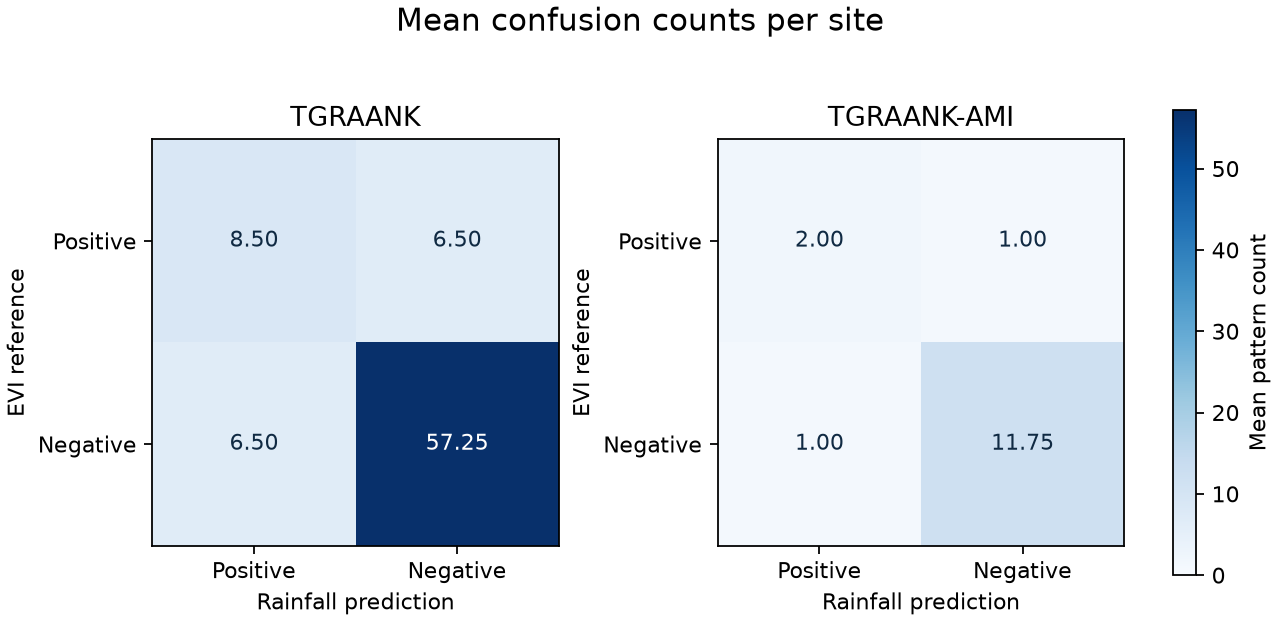 Mean confusion counts per site
TGRAANK
Positive
8.50
6.50
Negative
6.50
57.25
EVI reference
Positive
Negative
Rainfall prediction
TGRAANK-AMI
Positive
2.00
1.00
Negative
1.00
11.75
EVI reference
Positive
Negative
Rainfall prediction
50
40
30
20
10
0
Mean pattern count